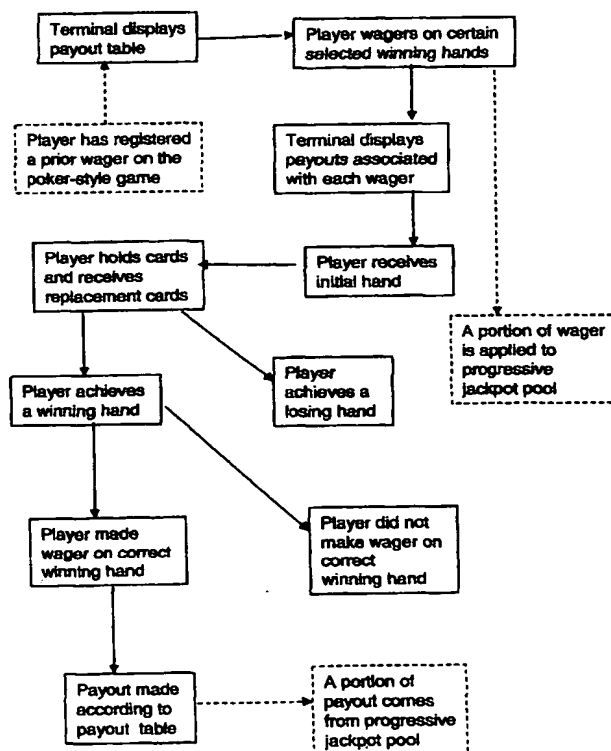 Terminal displays
payout table
Player wagers on certain
selected winning hands
Player has registered
a prior wager on the
poker-style game
Terminal displays
payouts associated
with each wager
Player holds cards
and receives
replacement cards
Player receives
initial hand
A portion of wager
is applied to
progressive
jackpot pool
Player achieves
a winning hand
Player
achieves a
losing hand
Player made
wager on correct
winning hand
Player did not
make wager on
correct
winning hand
Payout made
according to
payout table
A portion of
payout comes
from progressive
jackpot pool